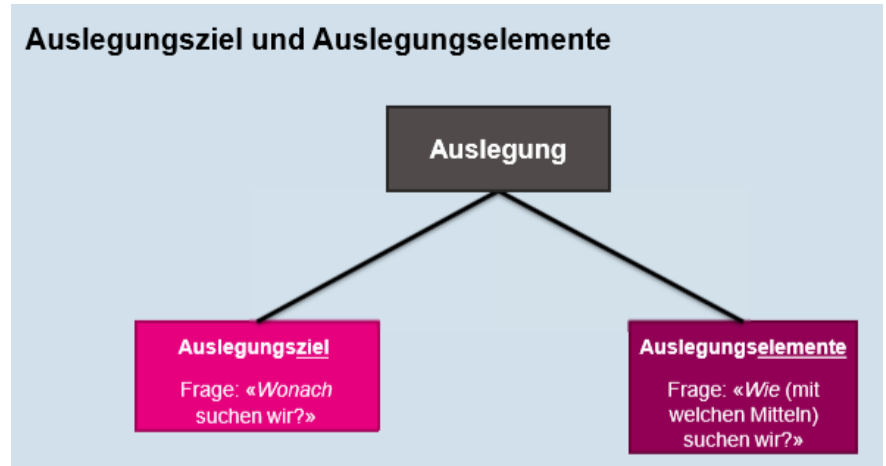 Auslegungsziel und Auslegungselemente
Auslegung
Auslegungsziel
Frage: «Wonach
suchen wir?»
Auslegungselemente
Frage: «Wie (mit
welchen Mitteln)
suchen wir?»